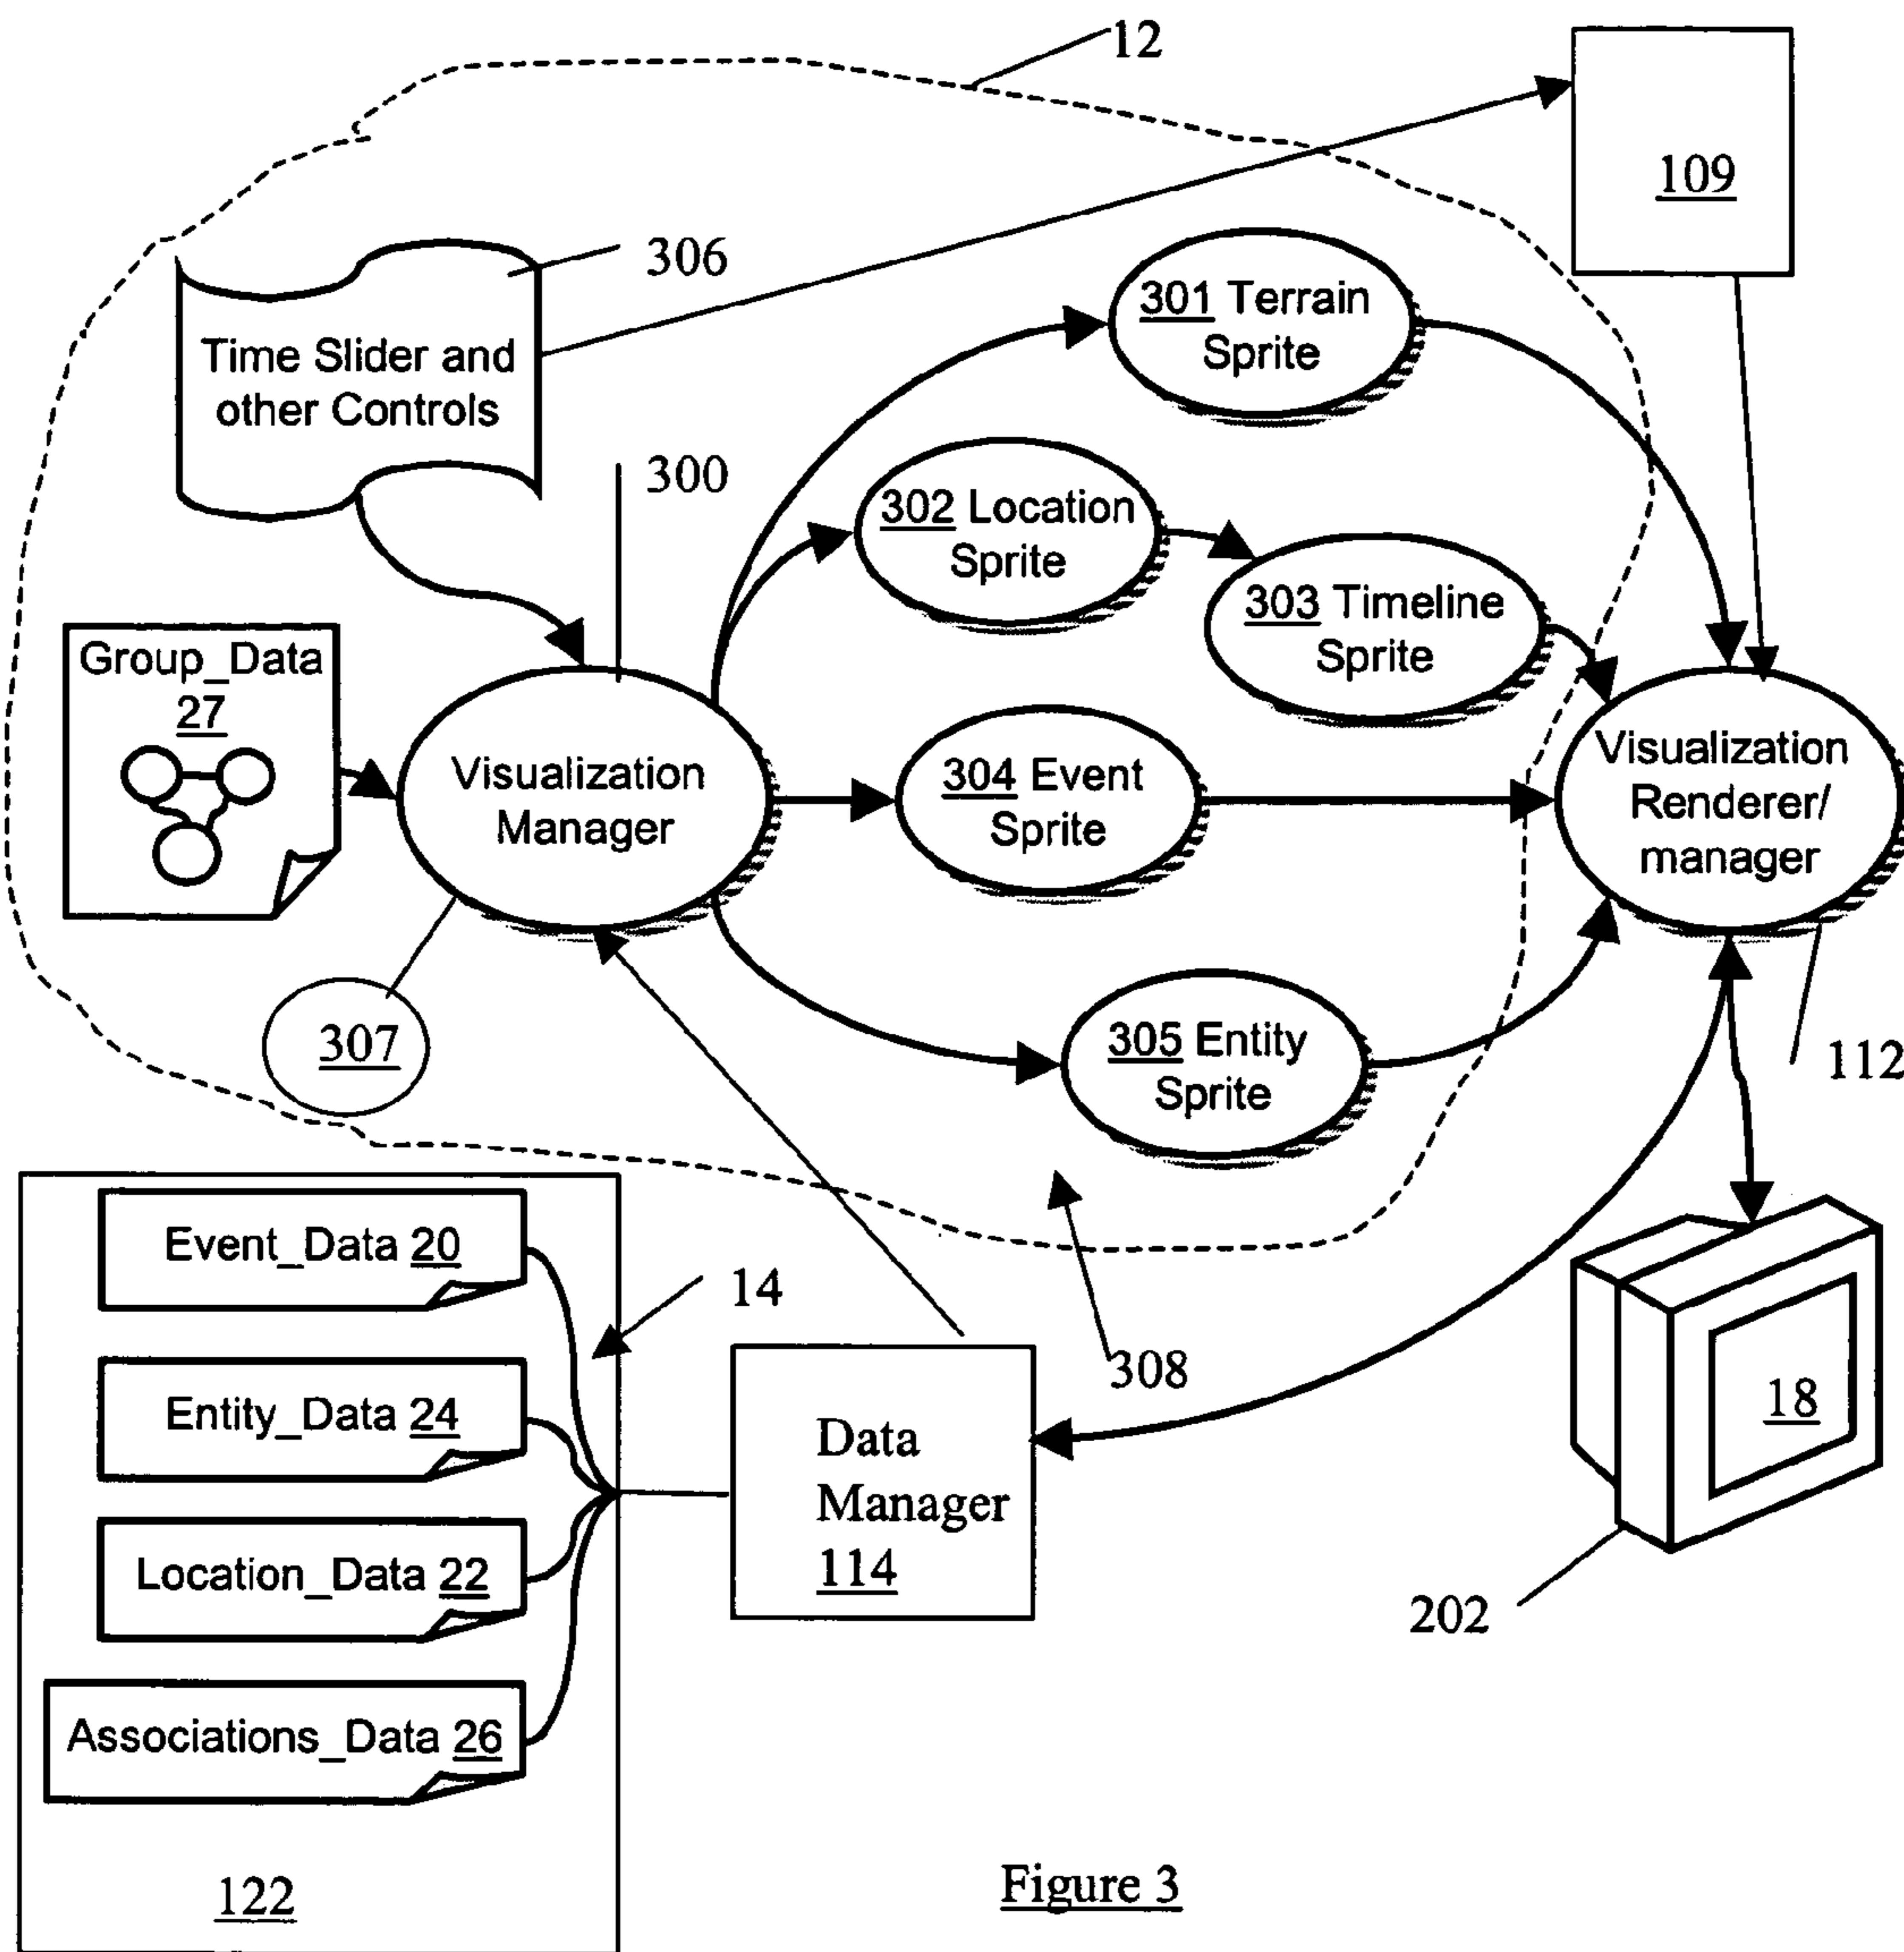 12
109
306
301 Terrain
Sprite
Time Slider and
other Controls
300
302 Location
Sprite
303 Timeline
Sprite
Group_Data
27
Visualization
Manager
304 Event
Sprite
Visualization
Renderer/
manager
307
305 Entity
Sprite
112
Event_Data 20
14
308
Entity_Data 24
Data
Manager
114
18
Location_Data 22
202
Associations_Data 26
122
Figure 3